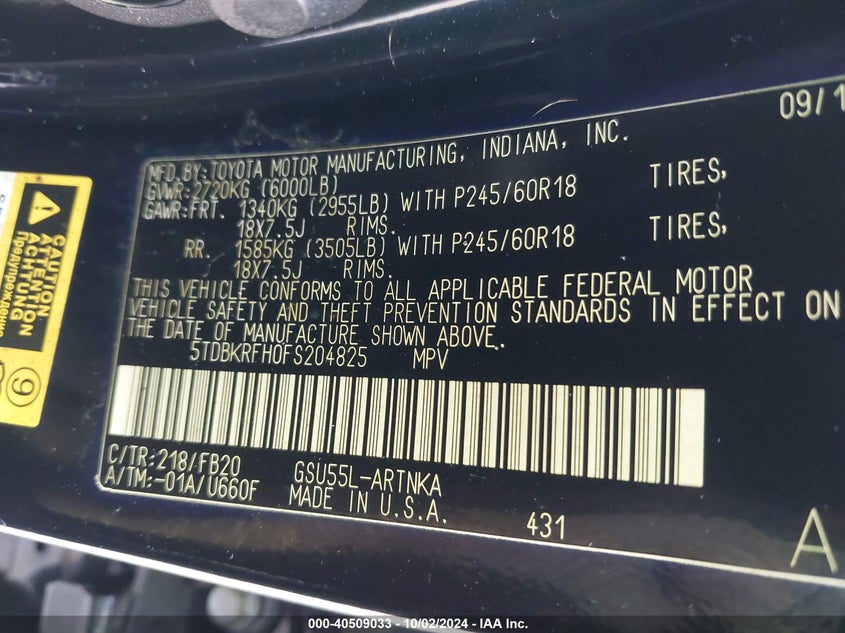 09/1
MFD. BY: TOYOTA MOTOR MANUFACTURING, INDIANA, INC.
GVWR: 2720KG (6000LB)
GAWR: FRT. 1340KG (2955LB) WITH P245/60R18 TIRES,
18X7.5J RIMS.
RR. 1585KG (3505LB) WITH P245/60R18 TIRES,
18X7.5J RIMS.
THIS VEHICLE CONFORMS TO ALL APPLICABLE FEDERAL MOTOR
VEHICLE SAFETY AND THEFT PREVENTION STANDARDS IN EFFECT ON
THE DATE OF MANUFACTURE SHOWN ABOVE.
5TDBKRFH0FS204825 MPV
C/TR: 218/FB20 GSU55L-ARTNKA
A/TM: -01A/U660F MADE IN U.S.A.
431
A
CAUTION
ATTENTION
ACHTUNG
Предупреждение
9
000-40509033 - 10/02/2024 - IAA Inc.